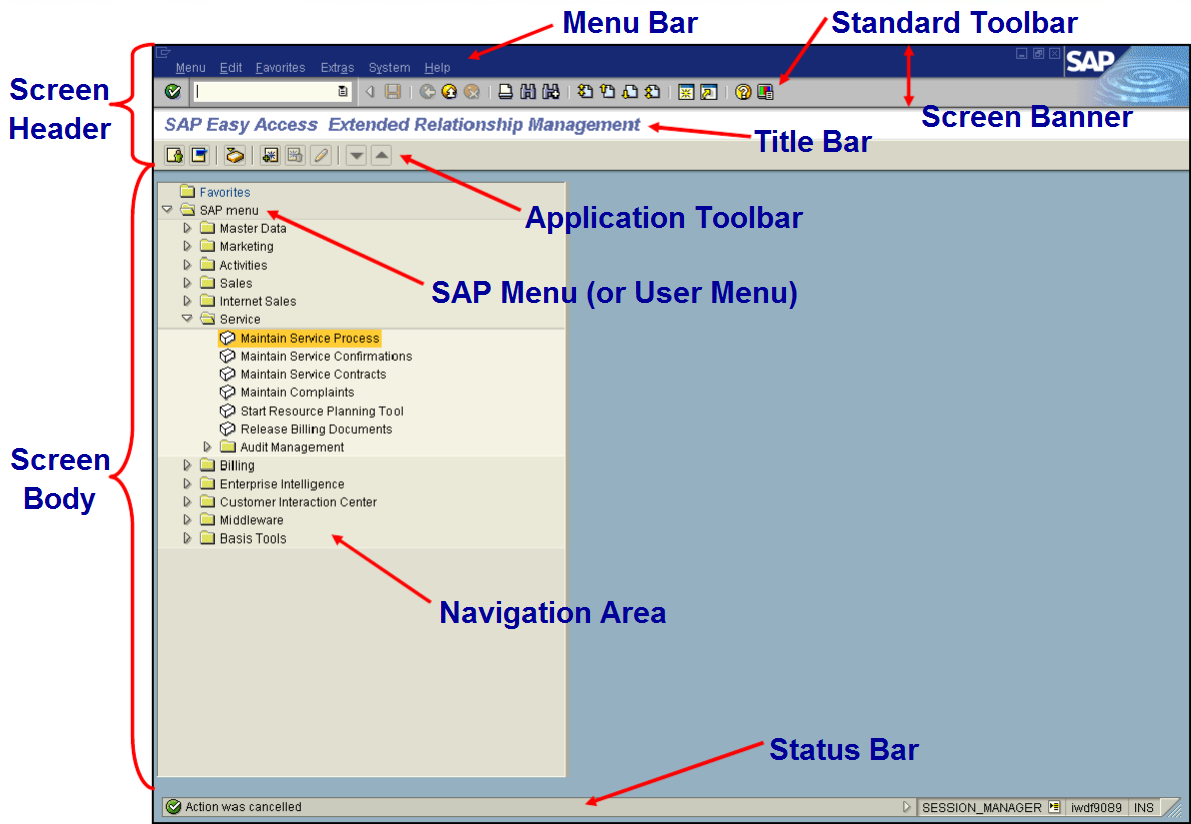 Menu Bar
Standard Toolbar
Menu Edit Favorites Extras System Help
SAP
Screen
Header
Screen Banner
SAP Easy Access Extended Relationship Management
Title Bar
Favorites
SAP menu
Application Toolbar
Master Data
Marketing
Activities
Sales
SAP Menu (or User Menu)
Internet Sales
Service
Maintain Service Process
Maintain Service Confirmations
Maintain Service Contracts
Maintain Complaints
Start Resource Planning Tool
Release Billing Documents
Audit Management
Screen
Body
Billing
Enterprise Intelligence
Customer Interaction Center
Middleware
Basis Tools
Navigation Area
Status Bar
Action was cancelled
SESSION_MANAGER iwdf9089 INS